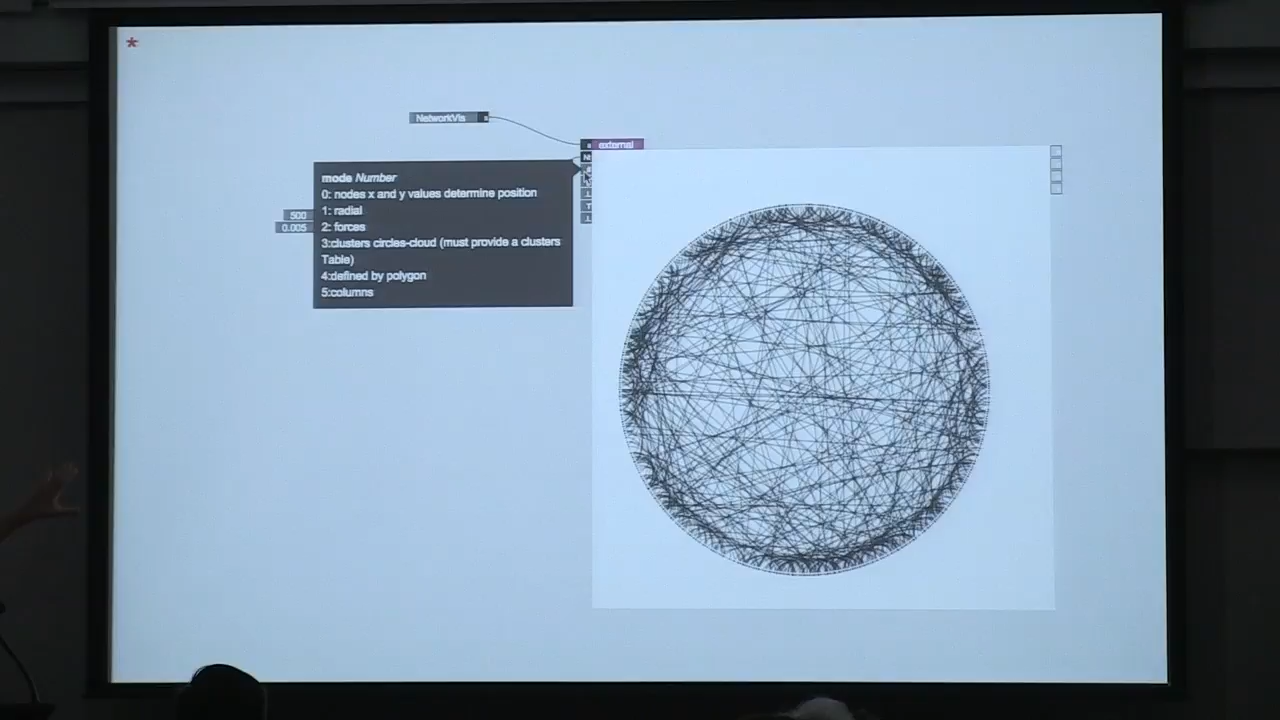 *
NetworkVis
external
mode Number
0: nodes x and y values determine position
1: radial
2: forces
3:clusters circles-cloud (must provide a clusters
Table)
4:defined by polygon
5:columns
500
0.005